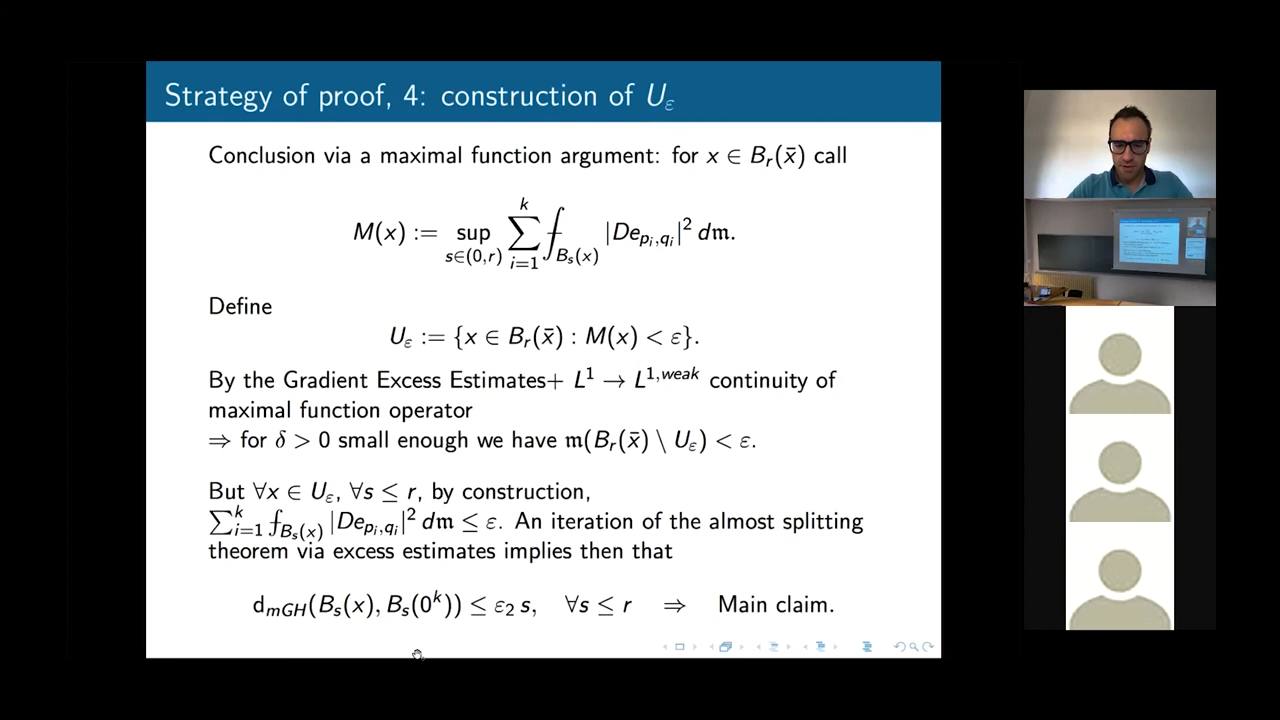 Strategy of proof, 4: construction of U_ε
Conclusion via a maximal function argument: for x ∈ B_r(x̄) call
M(x) := sup_{s∈(0,r)} ∑_{i=1}^{k} ⨍_{B_s(x)} |De_{p_i,q_i}|² d𝔪.
Define
U_ε := {x ∈ B_r(x̄) : M(x) < ε}.
By the Gradient Excess Estimates+ L¹ → L^{1,weak} continuity of
maximal function operator
⇒ for δ > 0 small enough we have 𝔪(B_r(x̄) \ U_ε) < ε.
But ∀x ∈ U_ε, ∀s ≤ r, by construction,
∑_{i=1}^{k} ⨍_{B_s(x)} |De_{p_i,q_i}|² d𝔪 ≤ ε. An iteration of the almost splitting
theorem via excess estimates implies then that
d_{mGH}(B_s(x), B_s(0^k)) ≤ ε₂ s, ∀s ≤ r ⇒ Main claim.